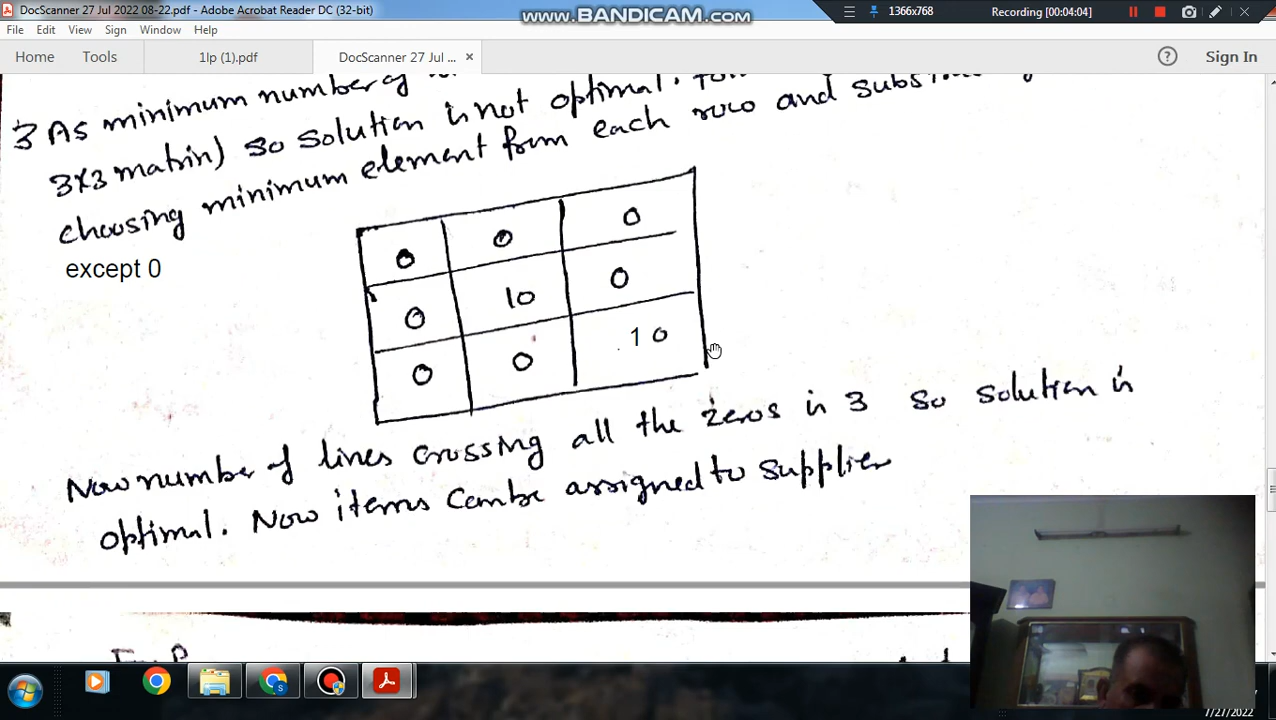 DocScanner 27 Jul 2022 08-22.pdf - Adobe Acrobat Reader DC (32-bit)
www.BANDICAM.com
1366x768
Recording [00:04:04]
File Edit View Sign Window Help
Home Tools 1lp (1).pdf DocScanner 27 Jul ... × ? Sign In
3 As minimum number of
3x3 matrin) so solution is not optimal.
choosing minimum element from each row and
except 0
0 0 0
0 10 0
0 0 10
Now number of lines crossing all the zeros is 3 so solution is
optimal. Now items can be assigned to supplier
7/27/2022